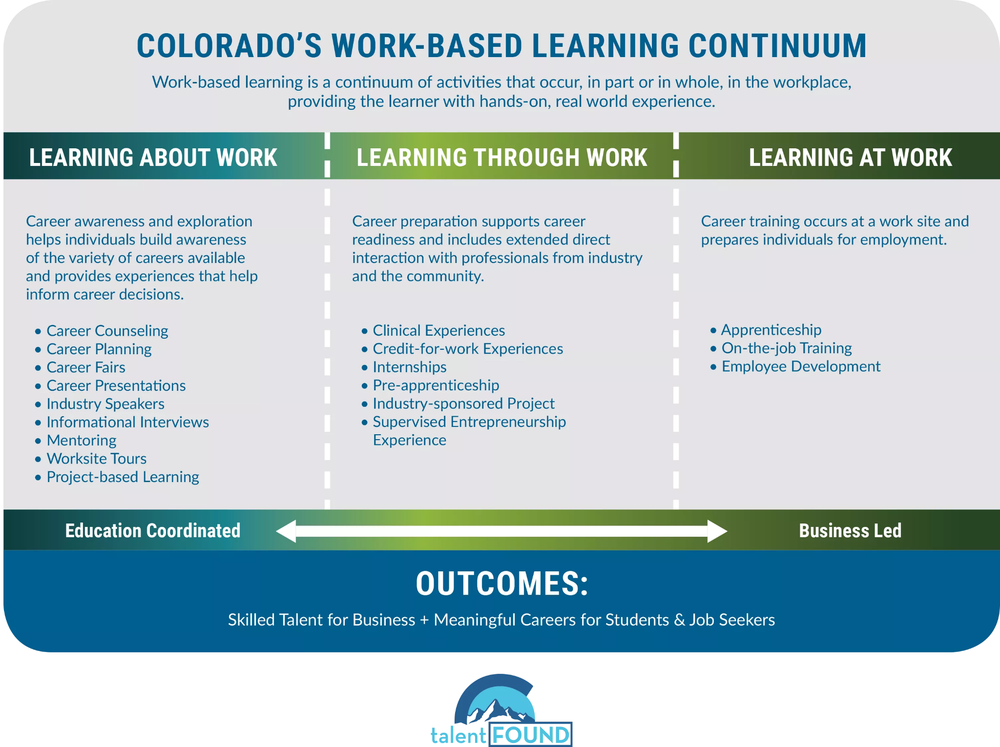 COLORADO’S WORK-BASED LEARNING CONTINUUM
Work-based learning is a continuum of activities that occur, in part or in whole, in the workplace,
providing the learner with hands-on, real world experience.
LEARNING ABOUT WORK
Career awareness and exploration
helps individuals build awareness
of the variety of careers available
and provides experiences that help
inform career decisions.
• Career Counseling
• Career Planning
• Career Fairs
• Career Presentations
• Industry Speakers
• Informational Interviews
• Mentoring
• Worksite Tours
• Project-based Learning
LEARNING THROUGH WORK
Career preparation supports career
readiness and includes extended direct
interaction with professionals from industry
and the community.
• Clinical Experiences
• Credit-for-work Experiences
• Internships
• Pre-apprenticeship
• Industry-sponsored Project
• Supervised Entrepreneurship
Experience
LEARNING AT WORK
Career training occurs at a work site and
prepares individuals for employment.
• Apprenticeship
• On-the-job Training
• Employee Development
Education Coordinated
Business Led
OUTCOMES:
Skilled Talent for Business + Meaningful Careers for Students & Job Seekers
talent FOUND